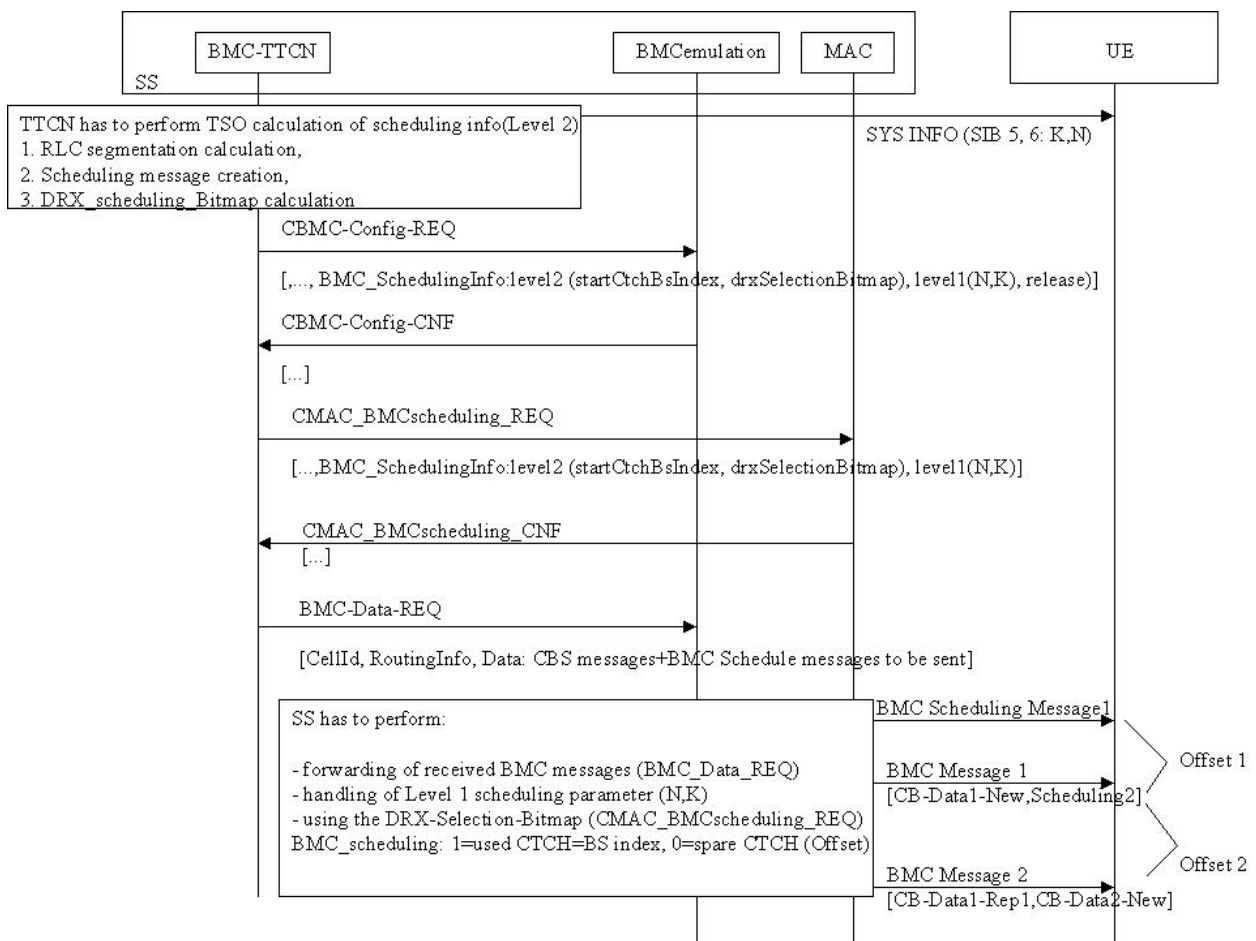 BMC-TTCN
BMCemulation
MAC
UE
SS
TTCN has to perform TSO calculation of scheduling info(Level 2)
1. RLC segmentation calculation,
2. Scheduling message creation,
3. DRX_scheduling_Bitmap calculation
SYS INFO (SIB 5, 6: K,N)
CBMC-Config-REQ
[,..., BMC_SchedulingInfo:level2 (startCtchBsIndex, drxSelectionBitmap), level1(N,K), release)]
CBMC-Config-CNF
[...]
CMAC_BMCscheduling_REQ
[...,BMC_SchedulingInfo:level2 (startCtchBsIndex, drxSelectionBitmap), level1(N,K)]
CMAC_BMCscheduling_CNF
[...]
BMC-Data-REQ
[CellId, RoutingInfo, Data: CBS messages+BMC Schedule messages to be sent]
SS has to perform:
- forwarding of received BMC messages (BMC_Data_REQ)
- handling of Level 1 scheduling parameter (N,K)
- using the DRX-Selection-Bitmap (CMAC_BMCscheduling_REQ)
BMC_scheduling: 1=used CTCH=BS index, 0=spare CTCH (Offset)
BMC Scheduling Message1
Offset 1
BMC Message 1
[CB-Data1-New,Scheduling2]
Offset 2
BMC Message 2
[CB-Data1-Rep1,CB-Data2-New]